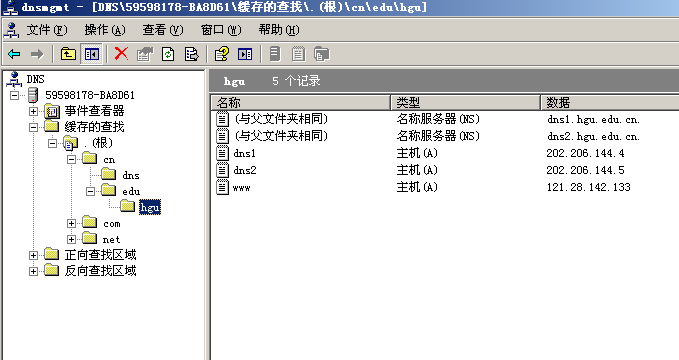 dnsmgmt - [DNS\59598178-BA8D61\缓存的查找\.(根)\cn\edu\hgu]
文件(F) 操作(A) 查看(V) 窗口(W) 帮助(H)
DNS
59598178-BA8D61
事件查看器
缓存的查找
.(根)
cn
dns
edu
hgu
com
net
正向查找区域
反向查找区域
hgu 5 个记录
名称 类型 数据
(与父文件夹相同) 名称服务器(NS) dns1.hgu.edu.cn.
(与父文件夹相同) 名称服务器(NS) dns2.hgu.edu.cn.
dns1 主机(A) 202.206.144.4
dns2 主机(A) 202.206.144.5
www 主机(A) 121.28.142.133